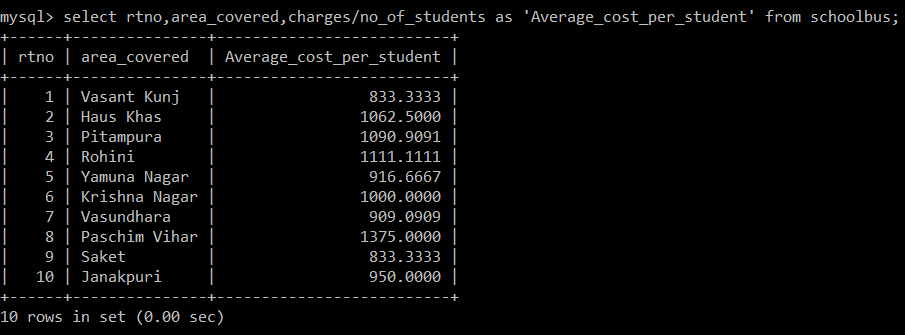 mysql> select rtno,area_covered,charges/no_of_students as 'Average_cost_per_student' from schoolbus;
+------+---------------+--------------------------+
| rtno | area_covered  | Average_cost_per_student |
+------+---------------+--------------------------+
|    1 | Vasant Kunj   |                 833.3333 |
|    2 | Haus Khas     |                1062.5000 |
|    3 | Pitampura     |                1090.9091 |
|    4 | Rohini        |                1111.1111 |
|    5 | Yamuna Nagar  |                 916.6667 |
|    6 | Krishna Nagar |                1000.0000 |
|    7 | Vasundhara    |                 909.0909 |
|    8 | Paschim Vihar |                1375.0000 |
|    9 | Saket         |                 833.3333 |
|   10 | Janakpuri     |                 950.0000 |
+------+---------------+--------------------------+
10 rows in set (0.00 sec)